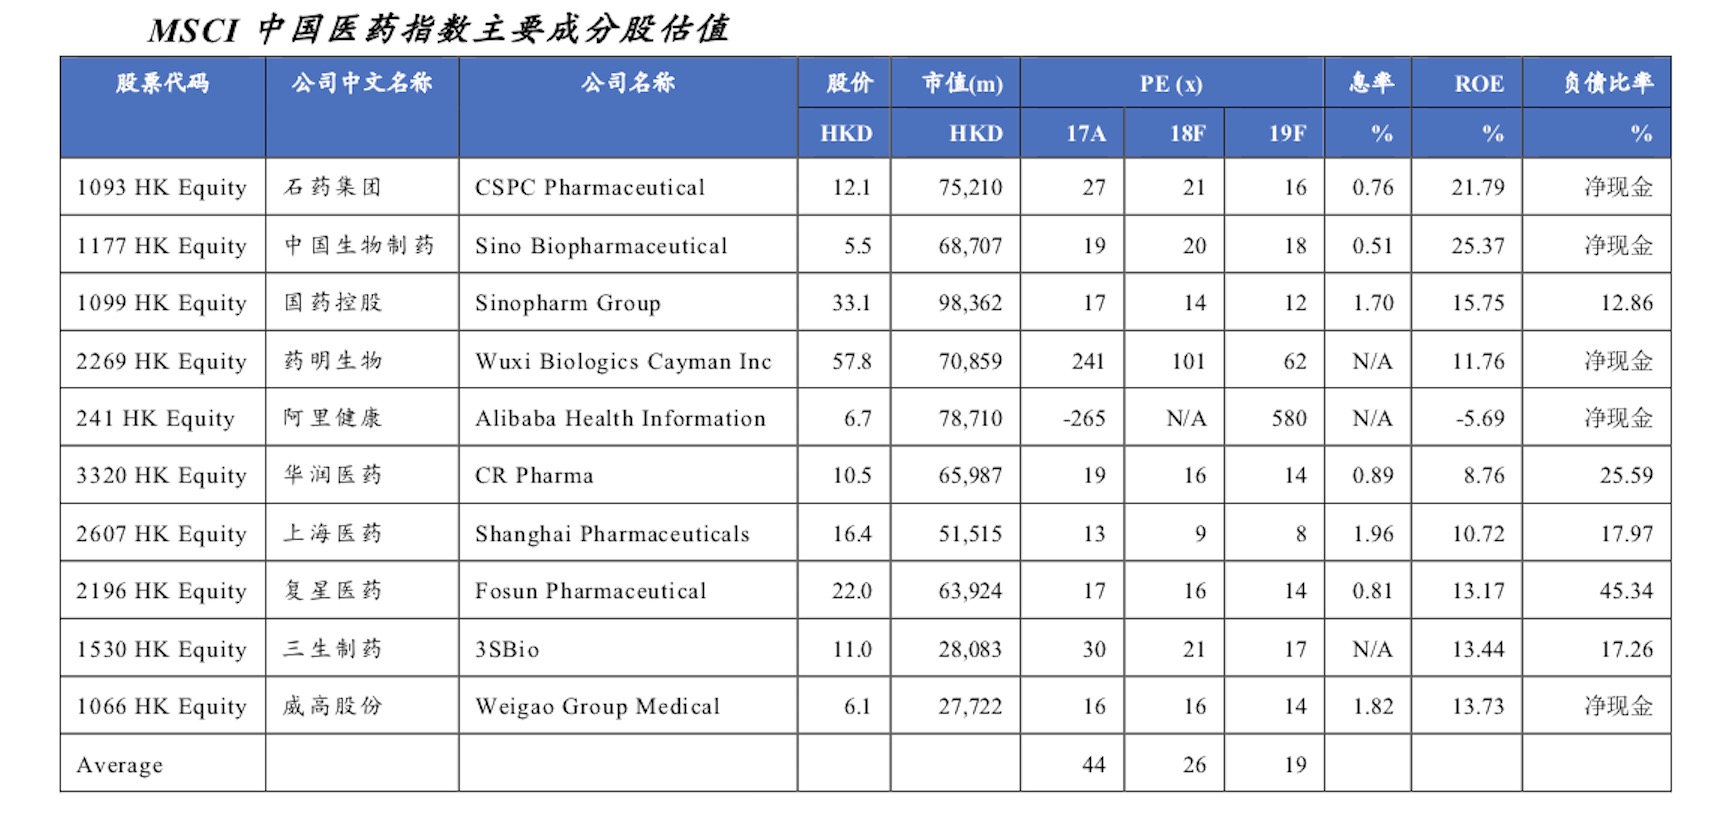 MSCI 中国医药指数主要成分股估值
股票代码 公司中文名称 公司名称 股价 市值(m) PE (x) 息率 ROE 负债比率
HKD HKD 17A 18F 19F % % %
1093 HK Equity 石药集团 CSPC Pharmaceutical 12.1 75,210 27 21 16 0.76 21.79 净现金
1177 HK Equity 中国生物制药 Sino Biopharmaceutical 5.5 68,707 19 20 18 0.51 25.37 净现金
1099 HK Equity 国药控股 Sinopharm Group 33.1 98,362 17 14 12 1.70 15.75 12.86
2269 HK Equity 药明生物 Wuxi Biologics Cayman Inc 57.8 70,859 241 101 62 N/A 11.76 净现金
241 HK Equity 阿里健康 Alibaba Health Information 6.7 78,710 -265 N/A 580 N/A -5.69 净现金
3320 HK Equity 华润医药 CR Pharma 10.5 65,987 19 16 14 0.89 8.76 25.59
2607 HK Equity 上海医药 Shanghai Pharmaceuticals 16.4 51,515 13 9 8 1.96 10.72 17.97
2196 HK Equity 复星医药 Fosun Pharmaceutical 22.0 63,924 17 16 14 0.81 13.17 45.34
1530 HK Equity 三生制药 3SBio 11.0 28,083 30 21 17 N/A 13.44 17.26
1066 HK Equity 威高股份 Weigao Group Medical 6.1 27,722 16 16 14 1.82 13.73 净现金
Average 44 26 19